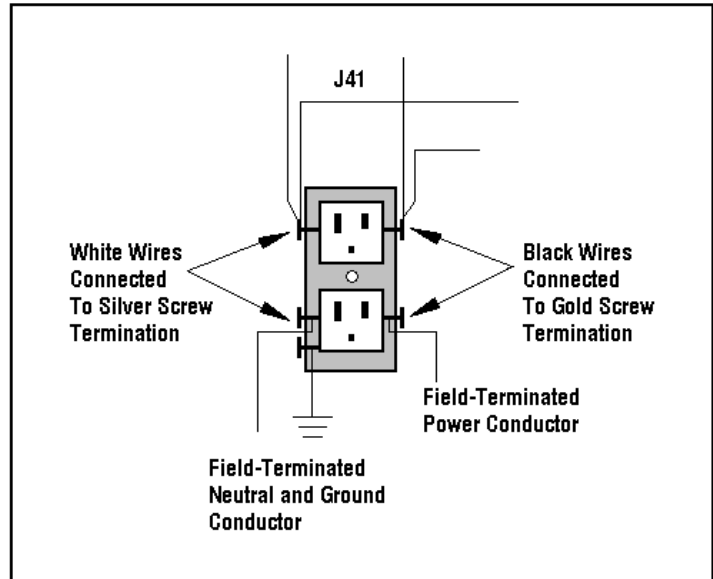 J41
White Wires
Connected
To Silver Screw
Termination
Black Wires
Connected
To Gold Screw
Termination
Field-Terminated
Power Conductor
Field-Terminated
Neutral and Ground
Conductor